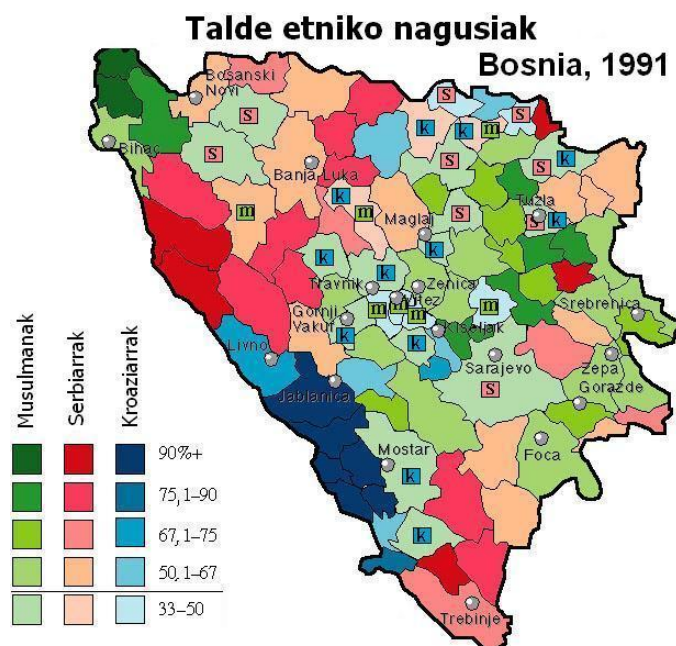 Talde etniko nagusiak
Bosnia, 1991
Bosanski
Novi
s
s
k
s
k
m
s
Bihac
s
s
k
Banja Luka
k
m
m
Tuzla
s
s
k
Maglaj
k
k
Travnik
k
Zenica
Vitez
m
m
m
m
Gornji
Vakuf
k
k
Kiseljak
Srebrenica
Livno
Sarajevo
s
Zepa
Gorazde
Jablanica
Mostar
k
Foca
k
Trebinje
Musulmanak
Serbiarrak
Kroaziarrak
90%+
75,1–90
67,1–75
50,1–67
33–50